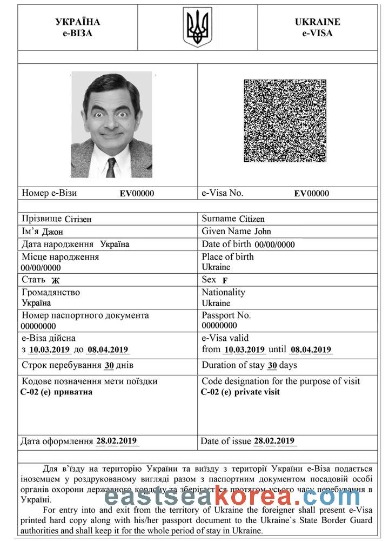 УКРАЇНА
е-ВІЗА
UKRAINE
e-VISA
Номер е-Візи EV00000
e-Visa No. EV00000
Прізвище Сітізен
Surname Citizen
Ім'я Джон
Given Name John
Дата народження Україна
Date of birth 00/00/0000
Місце народження
00/00/0000
Place of birth
Ukraine
Стать Ж
Sex F
Громадянство
Україна
Nationality
Ukraine
Номер паспортного документа
00000000
Passport No.
00000000
е-Віза дійсна
з 10.03.2019 до 08.04.2019
e-Visa valid
from 10.03.2019 until 08.04.2019
Строк перебування 30 днів
Duration of stay 30 days
Кодове позначення мети поїздки
С-02 (е) приватна
Code designation for the purpose of visit
C-02 (e) private visit
Дата оформлення 28.02.2019
Date of issue 28.02.2019
Для в'їзду на територію України та виїзду з території України е-Віза подається
іноземцем у роздрукованому вигляді разом з паспортним документом посадовій особі
органів охорони державного кордону та зберігається протягом усього часу перебування в
Україні.
eastseakorea.com
For entry into and exit from the territory of Ukraine the foreigner shall present e-Visa
printed hard copy along with his/her passport document to the Ukraine`s State Border Guard
authorities and shall keep it for the whole period of stay in Ukraine.